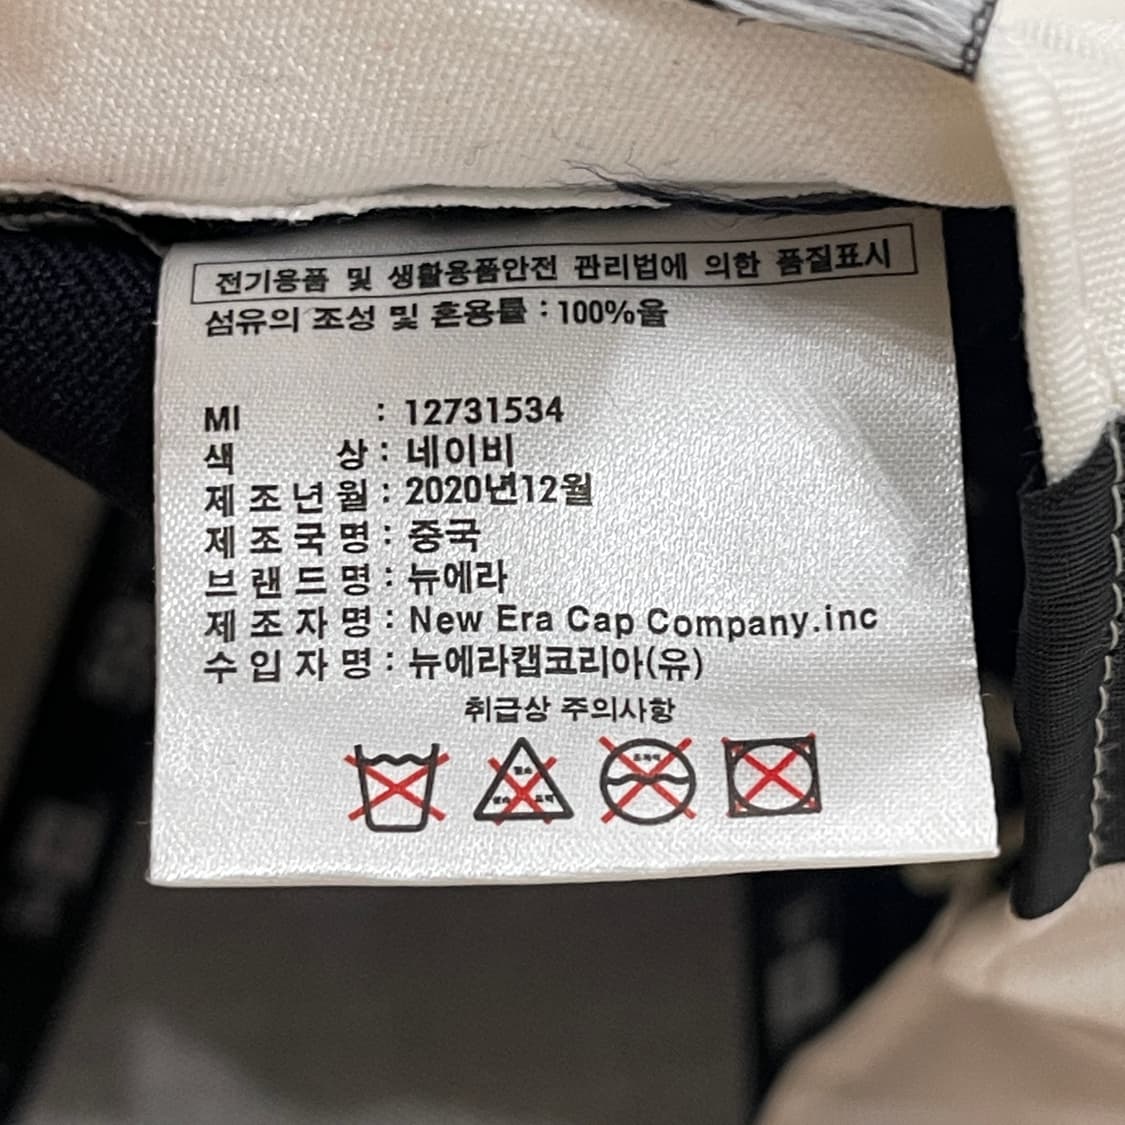 전기용품 및 생활용품안전 관리법에 의한 품질표시
섬유의 조성 및 혼용률 : 100%울
MI : 12731534
색 상 : 네이비
제 조 년 월 : 2020년12월
제 조 국 명 : 중국
브 랜 드 명 : 뉴에라
제 조 자 명 : New Era Cap Company.inc
수 입 자 명 : 뉴에라캡코리아(유)
취급상 주의사항